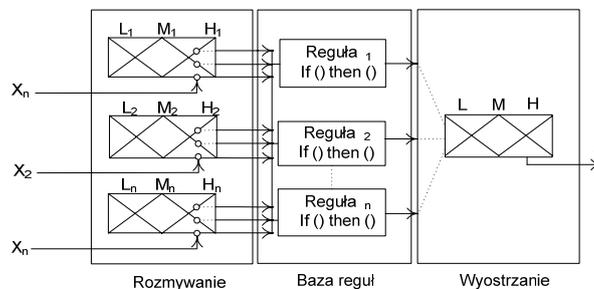 L1 M1 H1
Xn
L2 M2 H2
X2
Ln Mn Hn
Xn
Rozmywanie
Reguła 1
If () then ()
Reguła 2
If () then ()
Reguła n
If () then ()
Baza reguł
L M H
Wyostrzanie